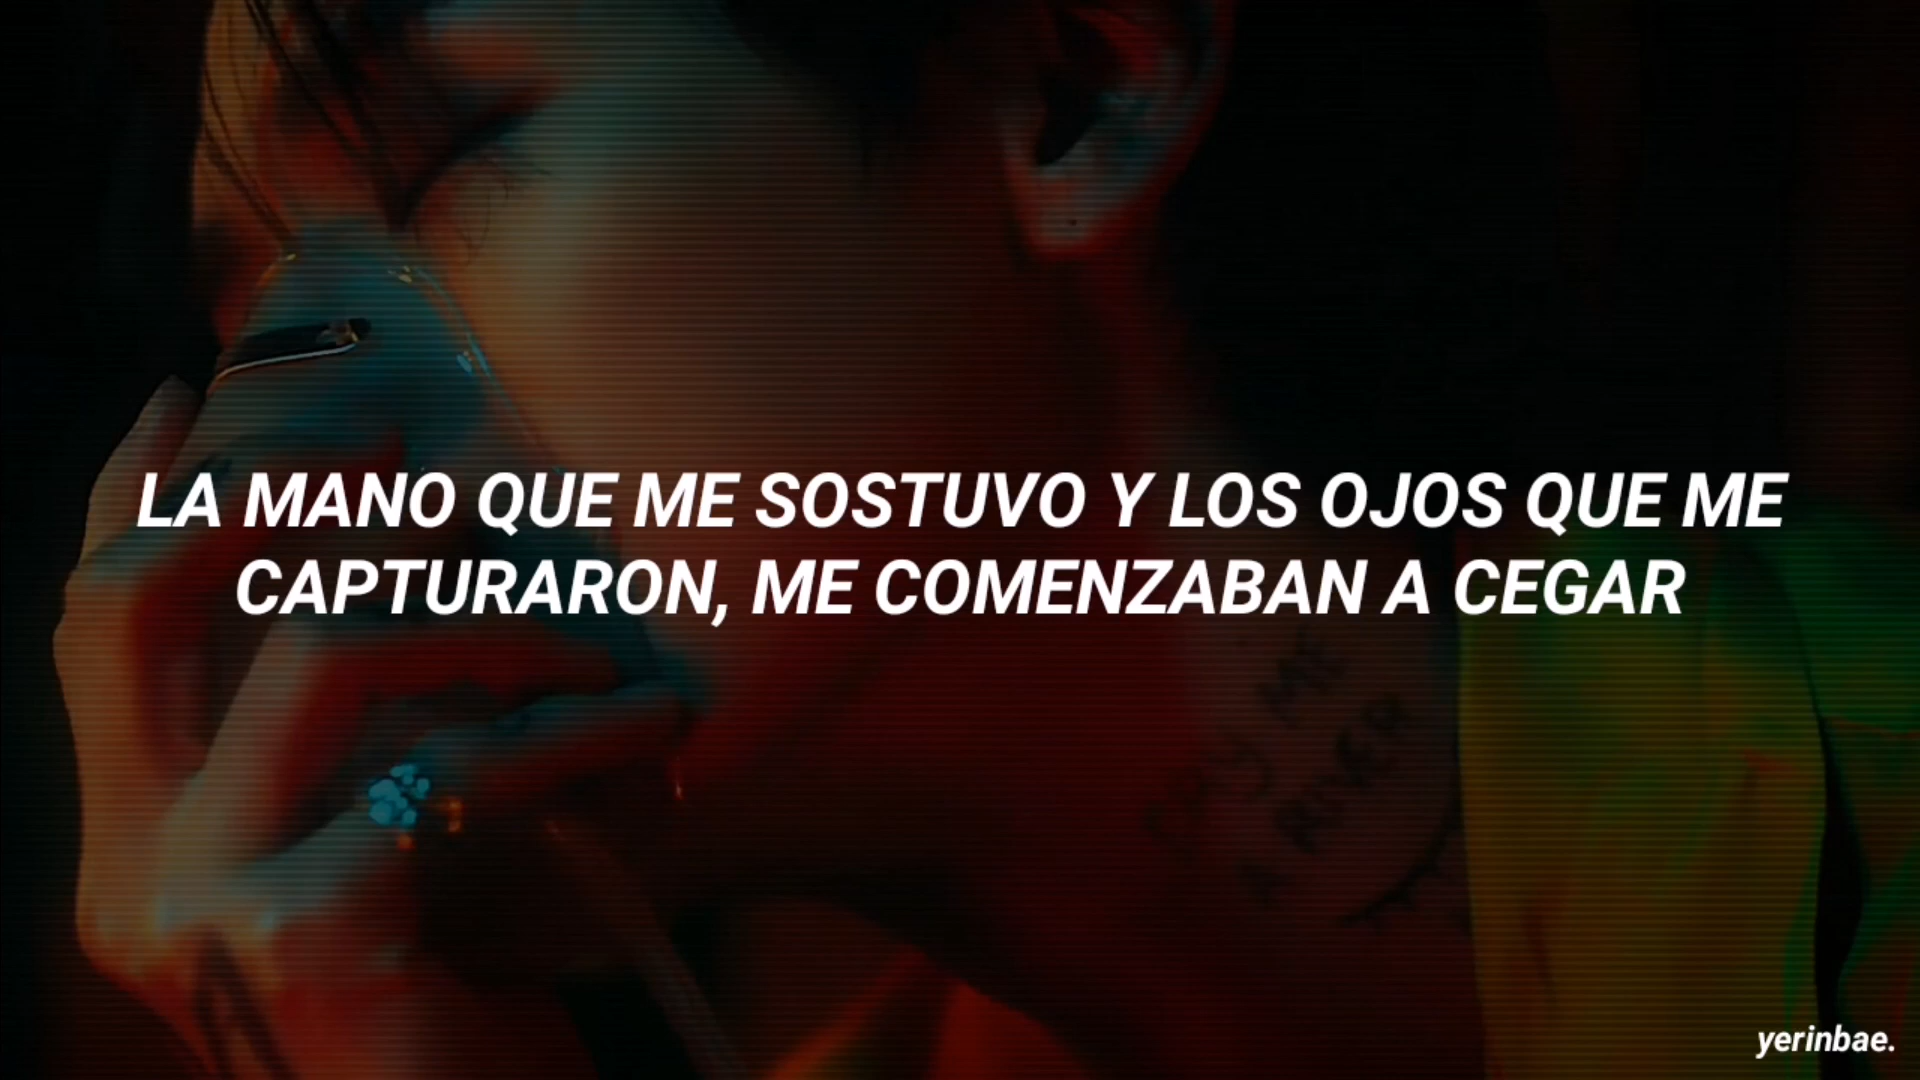 LA MANO QUE ME SOSTUVO Y LOS OJOS QUE ME
CAPTURARON, ME COMENZABAN A CEGAR
yerinbae.